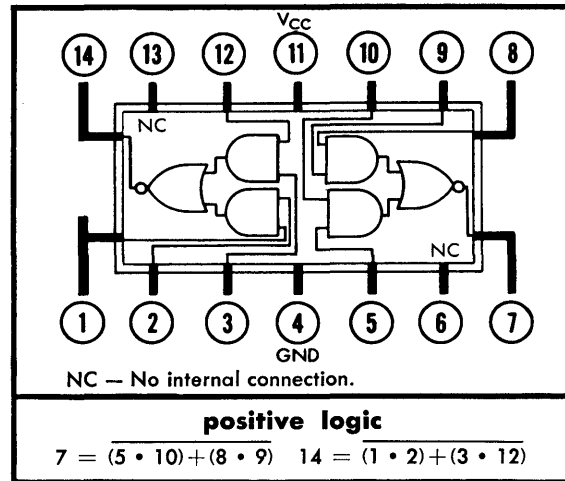 VCC
14 13 12 11 10 9 8
NC
NC
1 2 3 4 5 6 7
GND
NC — No internal connection.
positive logic
7 = (5 • 10)+(8 • 9) 14 = (1 • 2)+(3 • 12)